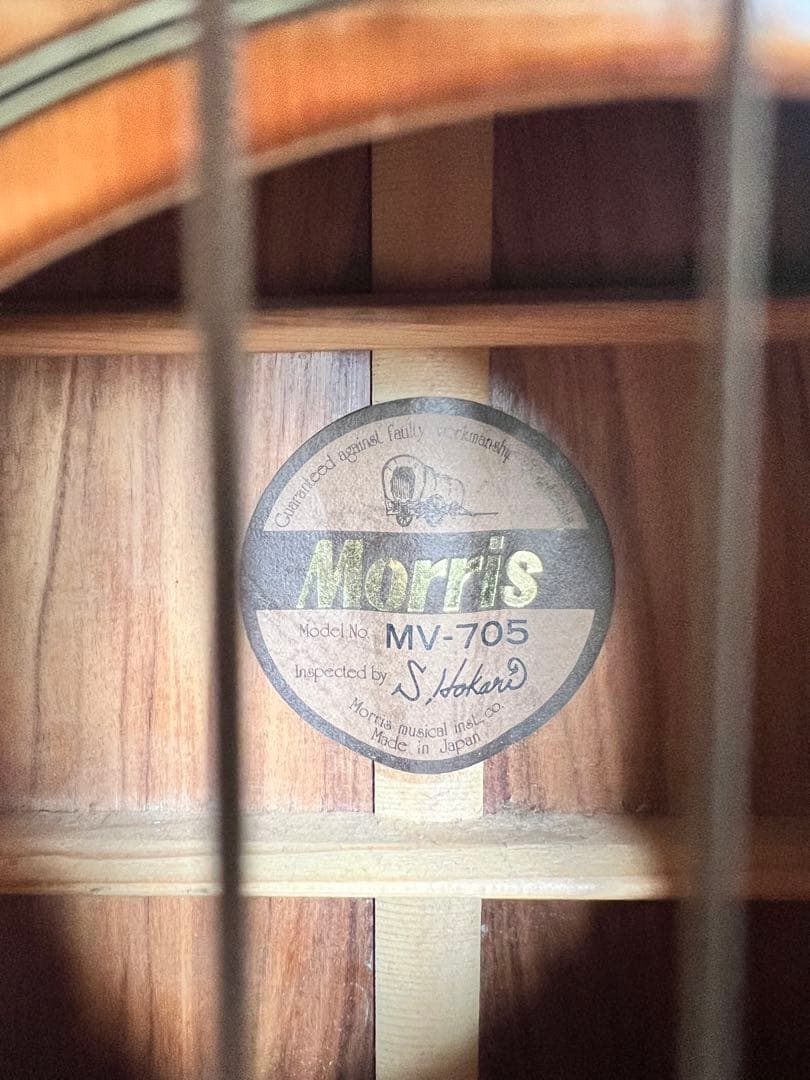 Guaranteed against faulty workmanship
Morris
Model No. MV-705
Inspected by S. Hokari
Morris musical inst. co.
Made in Japan